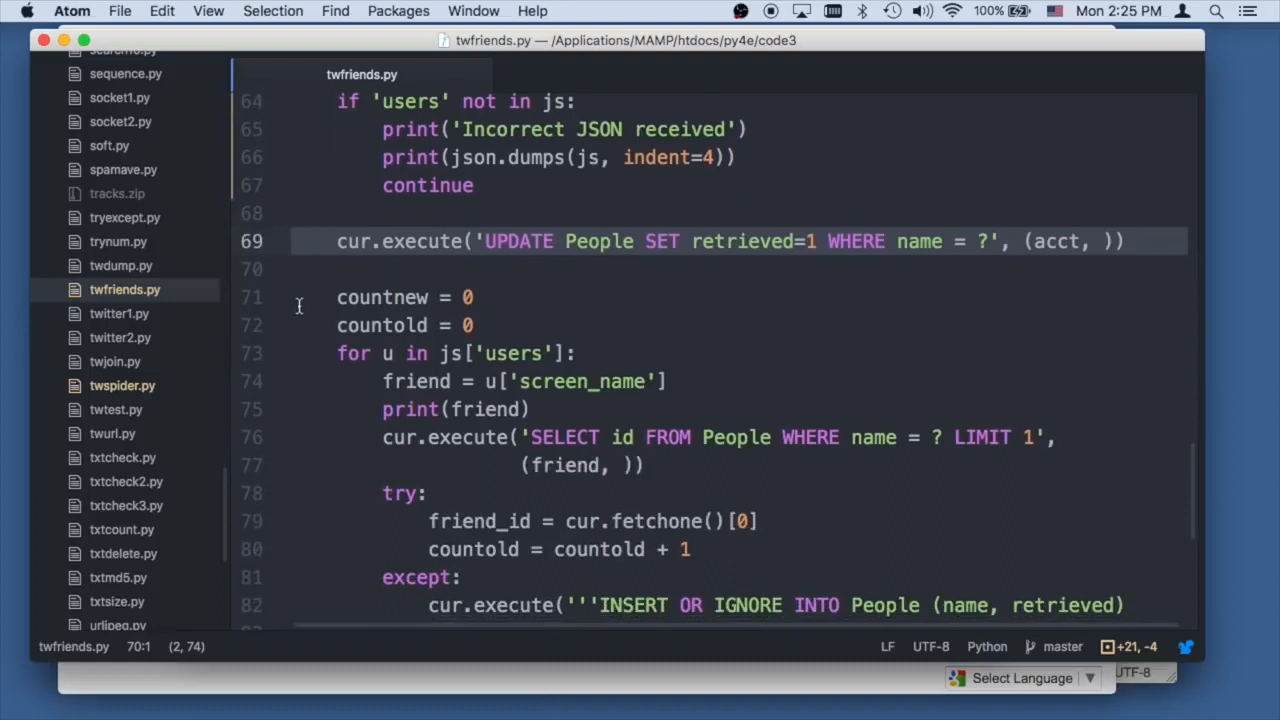 Atom File Edit View Selection Find Packages Window Help 100% Mon 2:25 PM
twfriends.py — /Applications/MAMP/htdocs/py4e/code3
sequence.py
socket1.py
socket2.py
soft.py
spamave.py
tracks.zip
tryexcept.py
trynum.py
twdump.py
twfriends.py
twitter1.py
twitter2.py
twjoin.py
twspider.py
twtest.py
twurl.py
txtcheck.py
txtcheck2.py
txtcheck3.py
txtcount.py
txtdelete.py
txtmd5.py
txtsize.py
urljpeg.py
twfriends.py
64 if 'users' not in js:
65 print('Incorrect JSON received')
66 print(json.dumps(js, indent=4))
67 continue
68
69 cur.execute('UPDATE People SET retrieved=1 WHERE name = ?', (acct, ))
70
71 countnew = 0
72 countold = 0
73 for u in js['users']:
74 friend = u['screen_name']
75 print(friend)
76 cur.execute('SELECT id FROM People WHERE name = ? LIMIT 1',
77 (friend, ))
78 try:
79 friend_id = cur.fetchone()[0]
80 countold = countold + 1
81 except:
82 cur.execute('''INSERT OR IGNORE INTO People (name, retrieved)
twfriends.py 70:1 (2, 74) LF UTF-8 Python master +21, -4
Select Language UTF-8